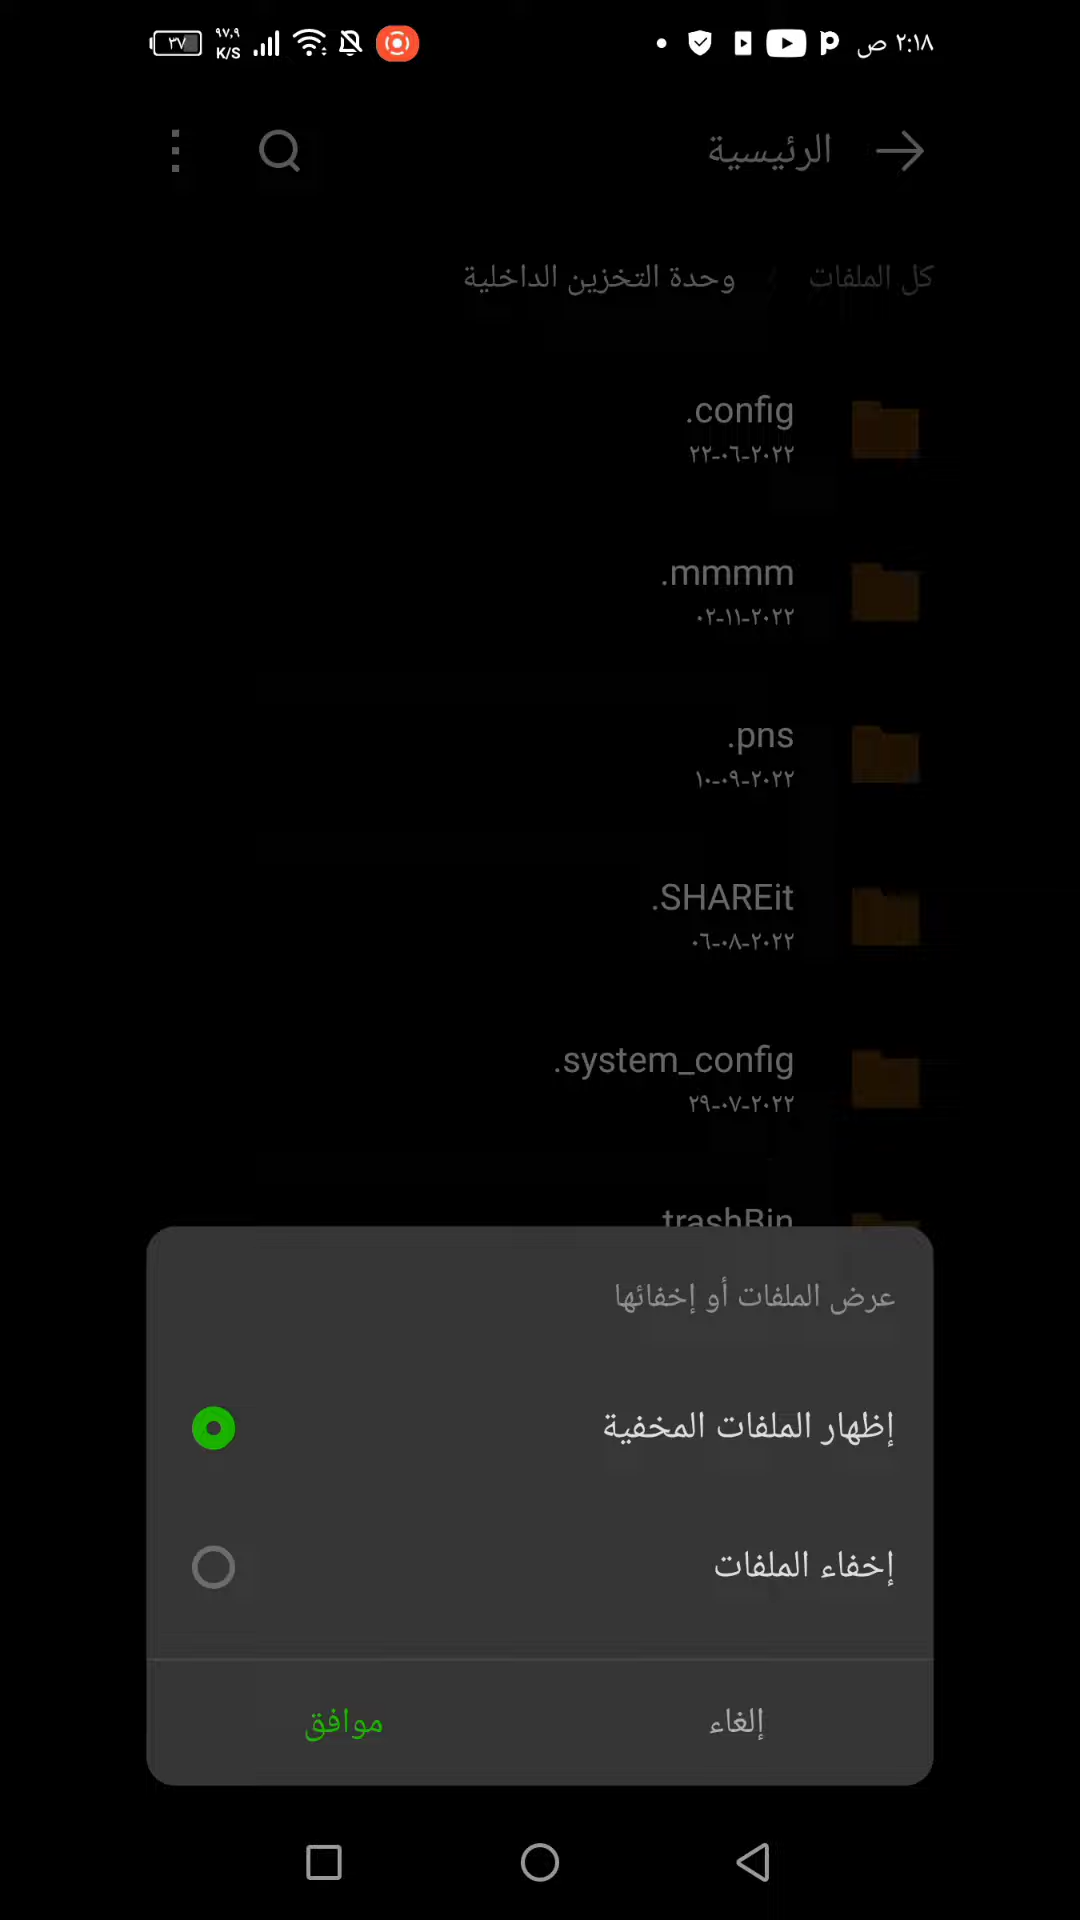 ٢:١٨ ص
٩٧,٩
K/S
٣٧
الرئيسية
كل الملفات / وحدة التخزين الداخلية
.config
٢٢-٠٦-٢٠٢٢
.mmmm
٠٢-١١-٢٠٢٢
.pns
١٠-٠٩-٢٠٢٢
.SHAREit
٠٦-٠٨-٢٠٢٢
.system_config
٢٩-٠٧-٢٠٢٢
.trashBin
عرض الملفات أو إخفائها
إظهار الملفات المخفية
إخفاء الملفات
إلغاء
موافق